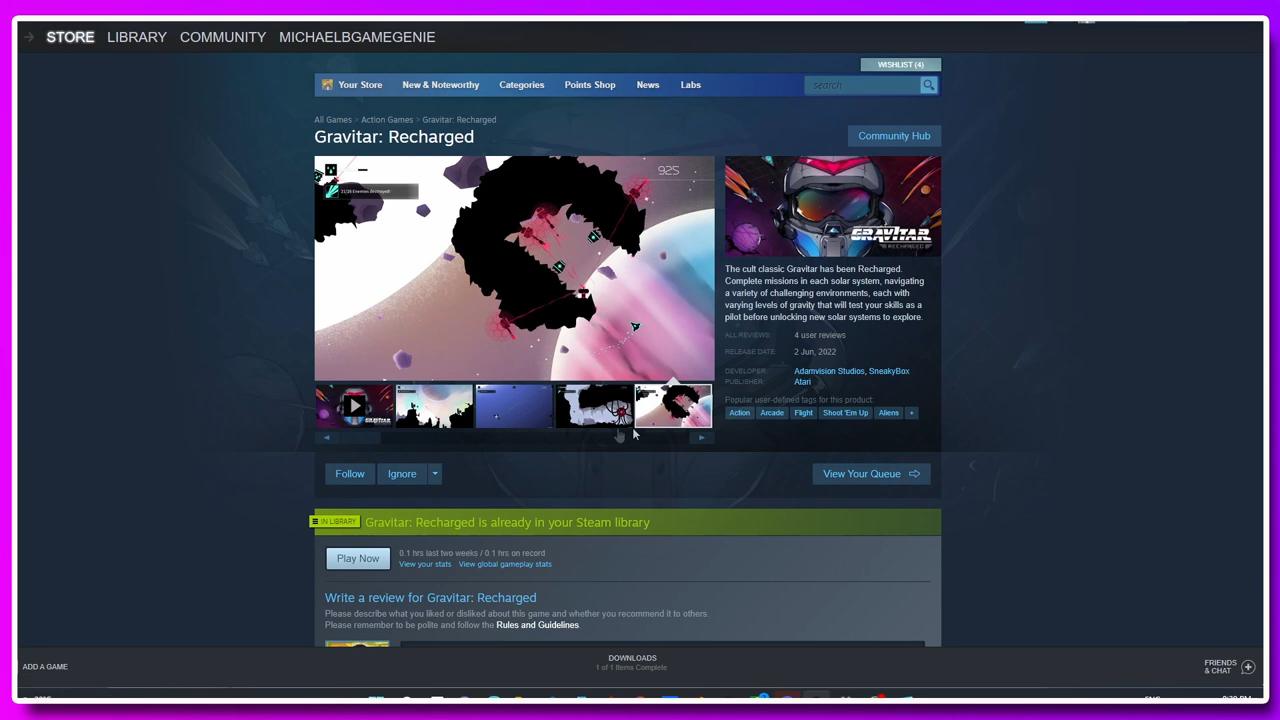 STORE LIBRARY COMMUNITY MICHAELBGAMEGENIE
WISHLIST (4)
Your Store New & Noteworthy Categories Points Shop News Labs search
All Games > Action Games > Gravitar: Recharged
Gravitar: Recharged
Community Hub
925
21/28 Enemies destroyed!
GRAVITAR
RECHARGED
The cult classic Gravitar has been Recharged.
Complete missions in each solar system, navigating
a variety of challenging environments, each with
varying levels of gravity that will test your skills as a
pilot before unlocking new solar systems to explore.
ALL REVIEWS: 4 user reviews
RELEASE DATE: 2 Jun, 2022
DEVELOPER: Adamvision Studios, SneakyBox
PUBLISHER: Atari
Popular user-defined tags for this product:
Action Arcade Flight Shoot 'Em Up Aliens +
GRAVITAR
Follow Ignore View Your Queue
IN LIBRARY Gravitar: Recharged is already in your Steam library
Play Now
0.1 hrs last two weeks / 0.1 hrs on record
View your stats View global gameplay stats
Write a review for Gravitar: Recharged
Please describe what you liked or disliked about this game and whether you recommend it to others.
Please remember to be polite and follow the Rules and Guidelines.
ADD A GAME
DOWNLOADS
1 of 1 Items Complete
FRIENDS
& CHAT